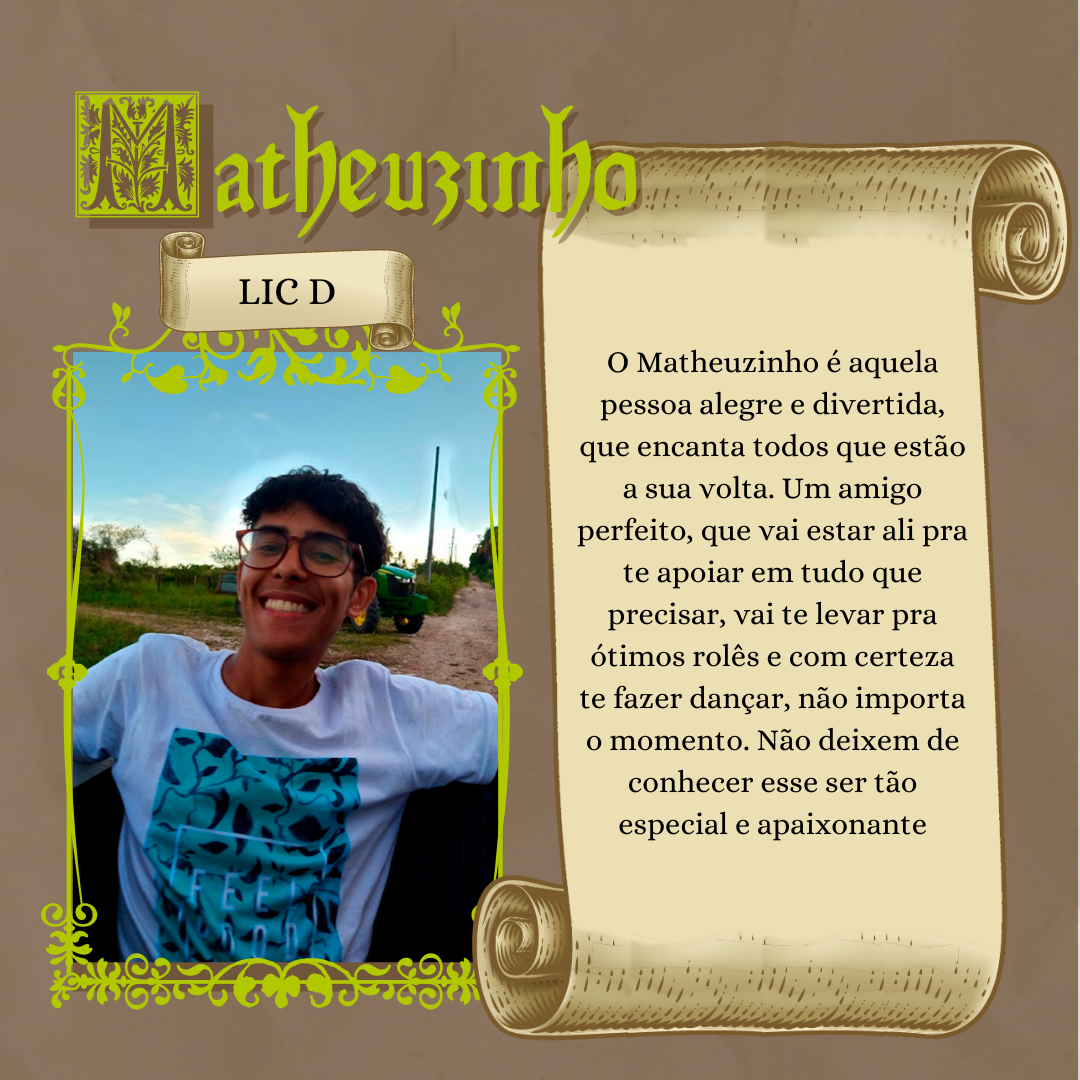 Matheuzinho
LIC D
O Matheuzinho é aquela
pessoa alegre e divertida,
que encanta todos que estão
a sua volta. Um amigo
perfeito, que vai estar ali pra
te apoiar em tudo que
precisar, vai te levar pra
ótimos rolês e com certeza
te fazer dançar, não importa
o momento. Não deixem de
conhecer esse ser tão
especial e apaixonante
FEEL